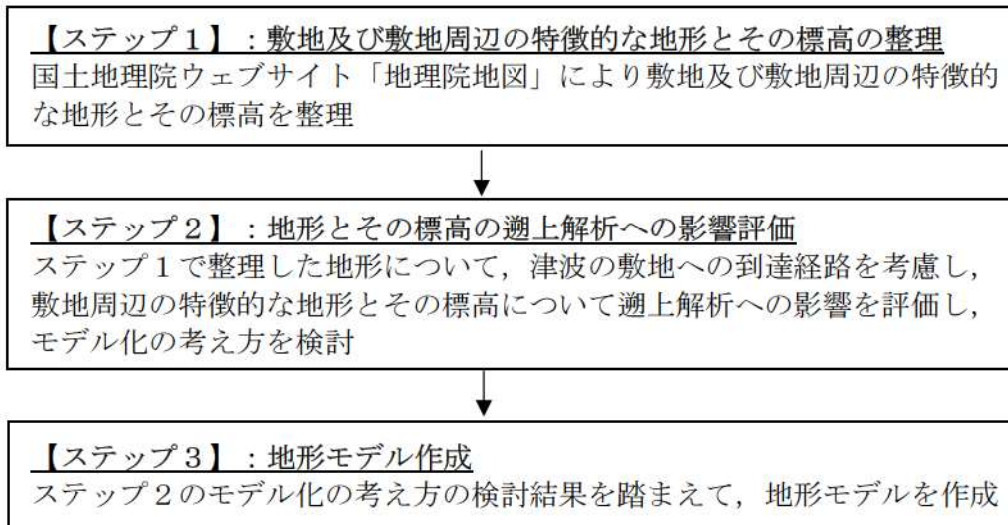 【ステップ１】：敷地及び敷地周辺の特徴的な地形とその標高の整理
国土地理院ウェブサイト「地理院地図」により敷地及び敷地周辺の特徴的
な地形とその標高を整理
【ステップ２】：地形とその標高の遡上解析への影響評価
ステップ１で整理した地形について，津波の敷地への到達経路を考慮し，
敷地周辺の特徴的な地形とその標高について遡上解析への影響を評価し，
モデル化の考え方を検討
【ステップ３】：地形モデル作成
ステップ２のモデル化の考え方の検討結果を踏まえて，地形モデルを作成